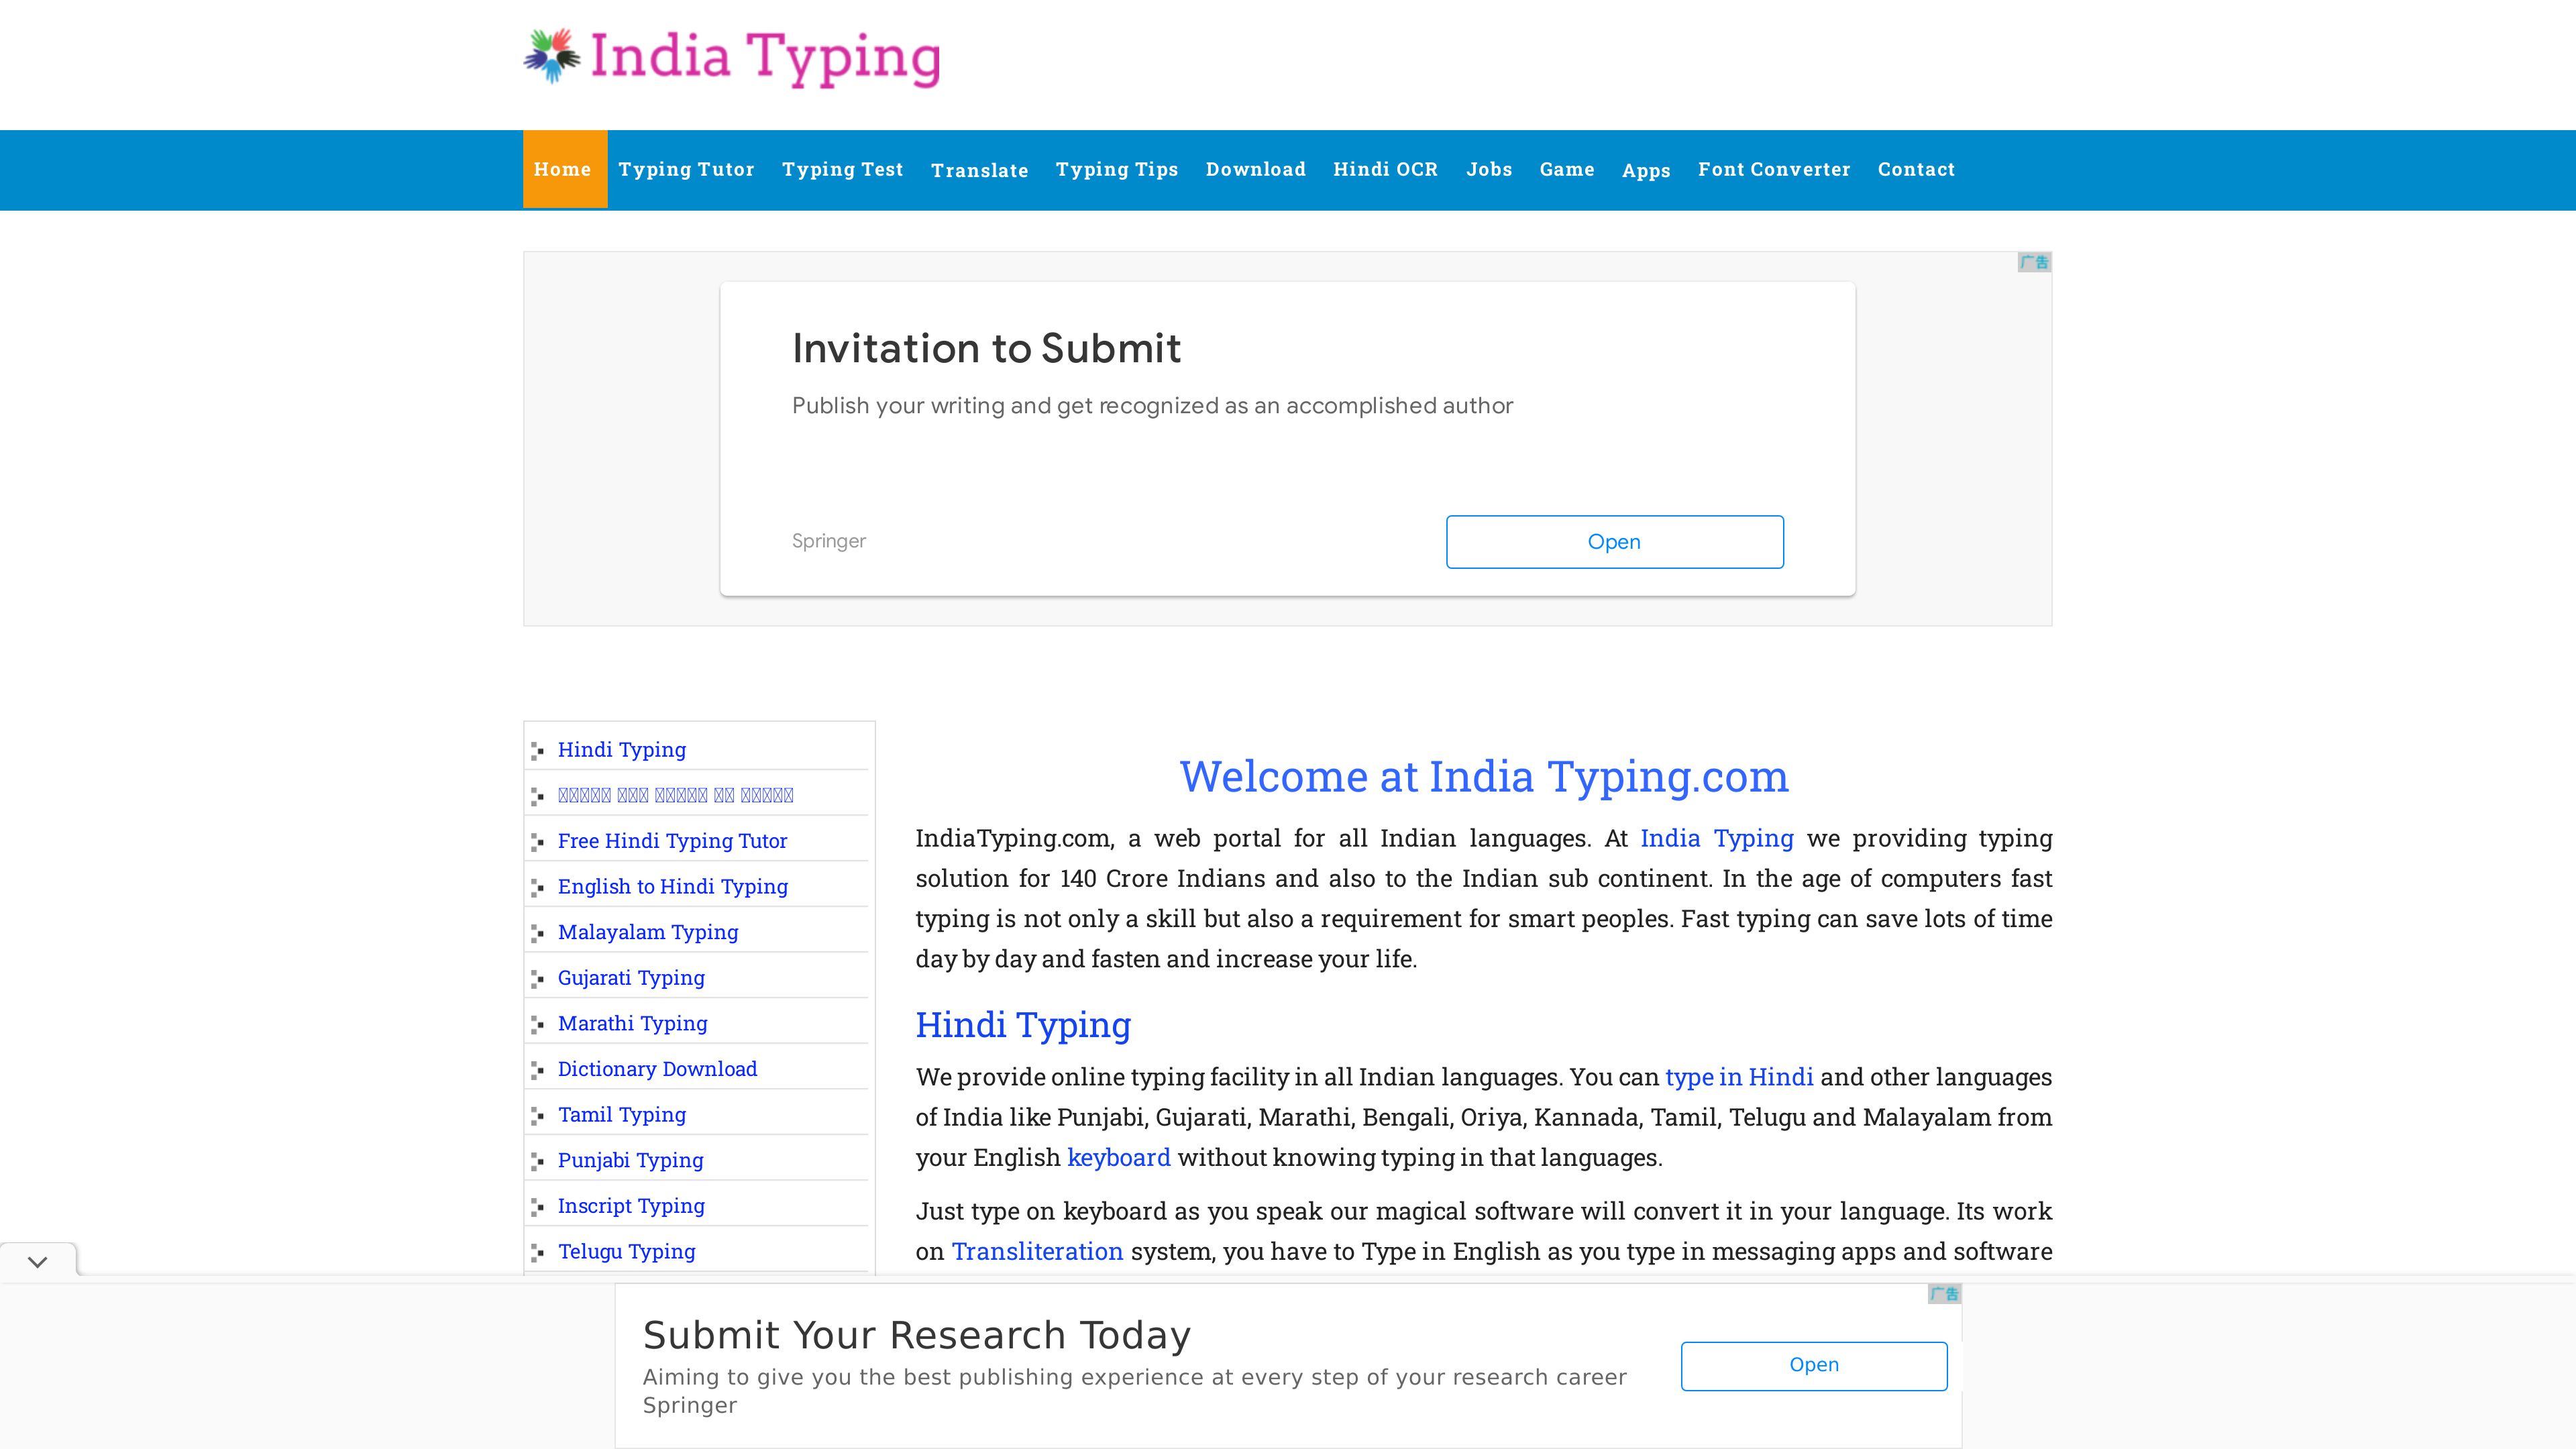 India Typing
Home Typing Tutor Typing Test Translate Typing Tips Download Hindi OCR Jobs Game Apps Font Converter Contact
广告
Invitation to Submit
Publish your writing and get recognized as an accomplished author
Springer
Open
Hindi Typing
Free Hindi Typing Tutor
English to Hindi Typing
Malayalam Typing
Gujarati Typing
Marathi Typing
Dictionary Download
Tamil Typing
Punjabi Typing
Inscript Typing
Telugu Typing
Welcome at India Typing.com
IndiaTyping.com, a web portal for all Indian languages. At India Typing we providing typing
solution for 140 Crore Indians and also to the Indian sub continent. In the age of computers fast
typing is not only a skill but also a requirement for smart peoples. Fast typing can save lots of time
day by day and fasten and increase your life.
Hindi Typing
We provide online typing facility in all Indian languages. You can type in Hindi and other languages
of India like Punjabi, Gujarati, Marathi, Bengali, Oriya, Kannada, Tamil, Telugu and Malayalam from
your English keyboard without knowing typing in that languages.
Just type on keyboard as you speak our magical software will convert it in your language. Its work
on Transliteration system, you have to Type in English as you type in messaging apps and software
广告
Submit Your Research Today
Aiming to give you the best publishing experience at every step of your research career
Springer
Open